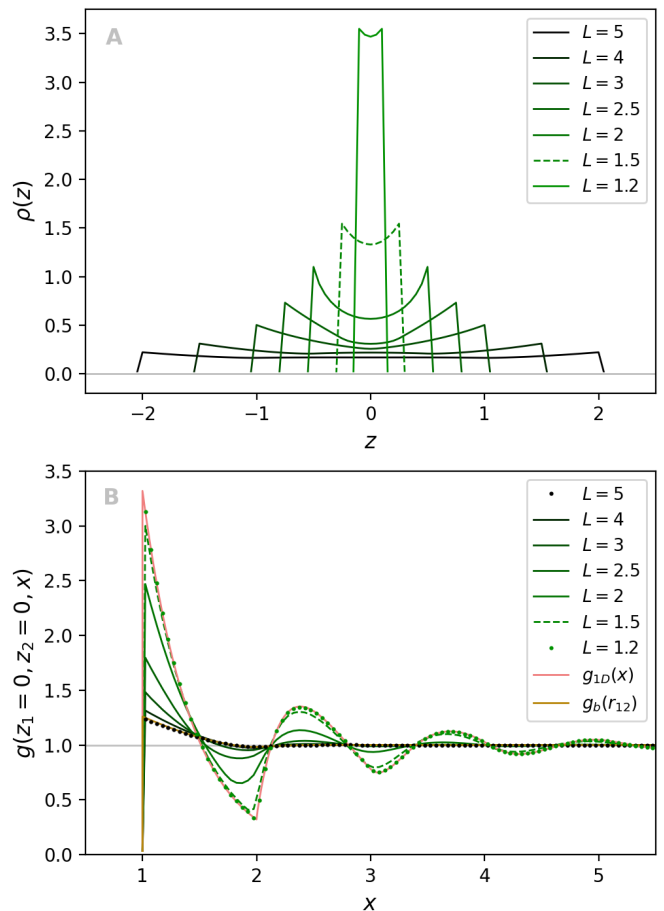 A
ρ(z)
3.5
3.0
2.5
2.0
1.5
1.0
0.5
0.0
L = 5
L = 4
L = 3
L = 2.5
L = 2
L = 1.5
L = 1.2
−2 −1 0 1 2
z
B
g(z₁ = 0, z₂ = 0, x)
3.5
3.0
2.5
2.0
1.5
1.0
0.5
0.0
L = 5
L = 4
L = 3
L = 2.5
L = 2
L = 1.5
L = 1.2
g₁D(x)
g_b(r₁₂)
1 2 3 4 5
x